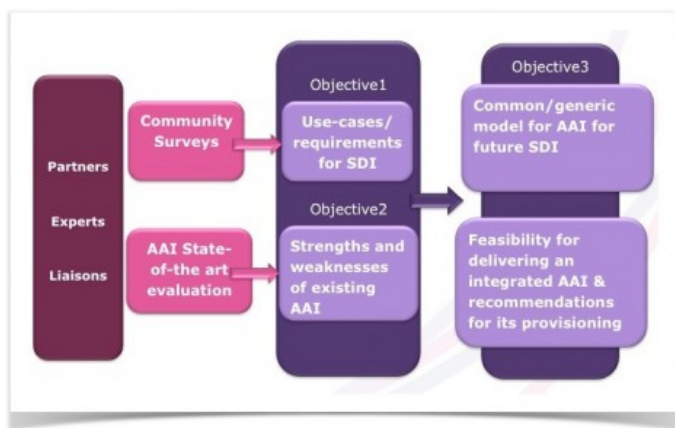 Partners
Experts
Liaisons
Community
Surveys
AAI State-
of-the art
evaluation
Objective1
Use-cases/
requirements
for SDI
Objective2
Strengths and
weaknesses
of existing
AAI
Objective3
Common/generic
model for AAI for
future SDI
Feasibility for
delivering an
integrated AAI &
recommendations
for its provisioning